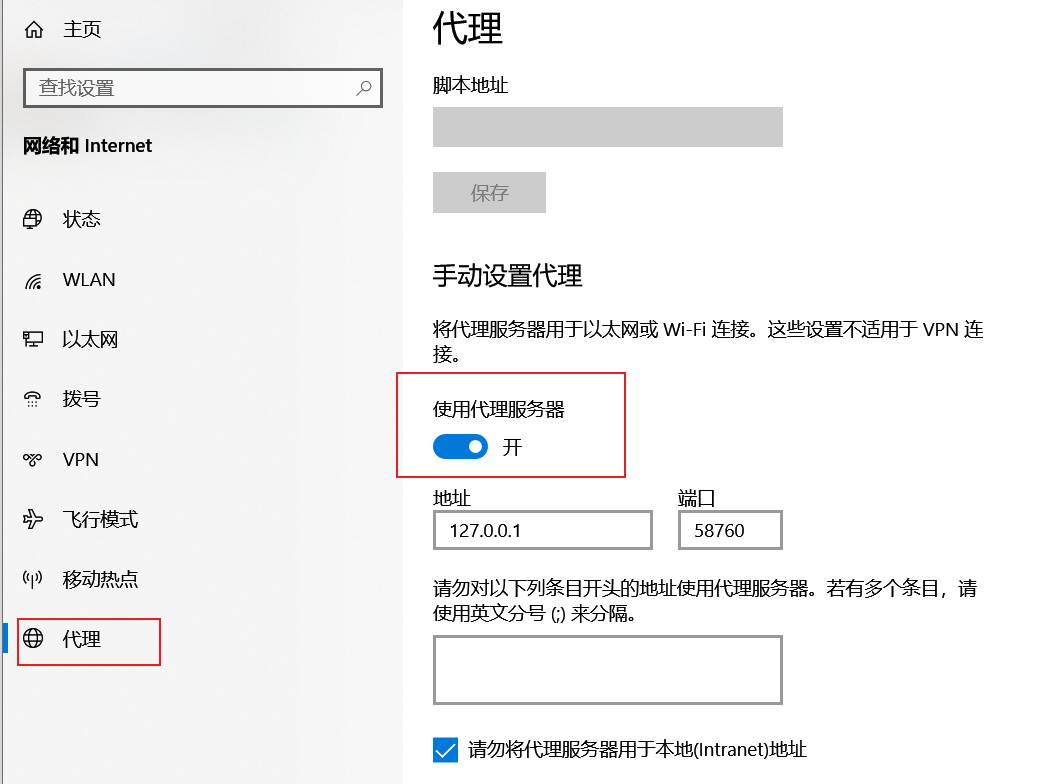 主页
查找设置
网络和 Internet
状态
WLAN
以太网
拨号
VPN
飞行模式
移动热点
代理
代理
脚本地址
保存
手动设置代理
将代理服务器用于以太网或 Wi-Fi 连接。这些设置不适用于 VPN 连
接。
使用代理服务器
开
地址 端口
127.0.0.1 58760
请勿对以下列条目开头的地址使用代理服务器。若有多个条目，请
使用英文分号 (;) 来分隔。
请勿将代理服务器用于本地(Intranet)地址